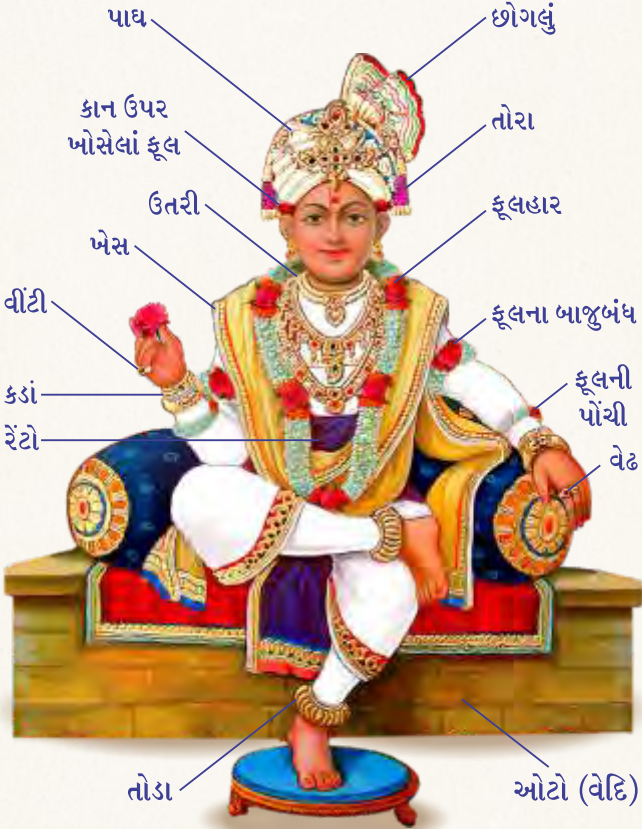 પાઘ
છોગલું
કાન ઉપર
ખોસેલાં ફૂલ
તોરા
ઉતરી
ફૂલહાર
ખેસ
વીંટી
ફૂલના બાજુબંધ
કડાં
ફૂલની
પોંચી
રેંટો
વેઢ
તોડા
ઓટો (વેદિ)